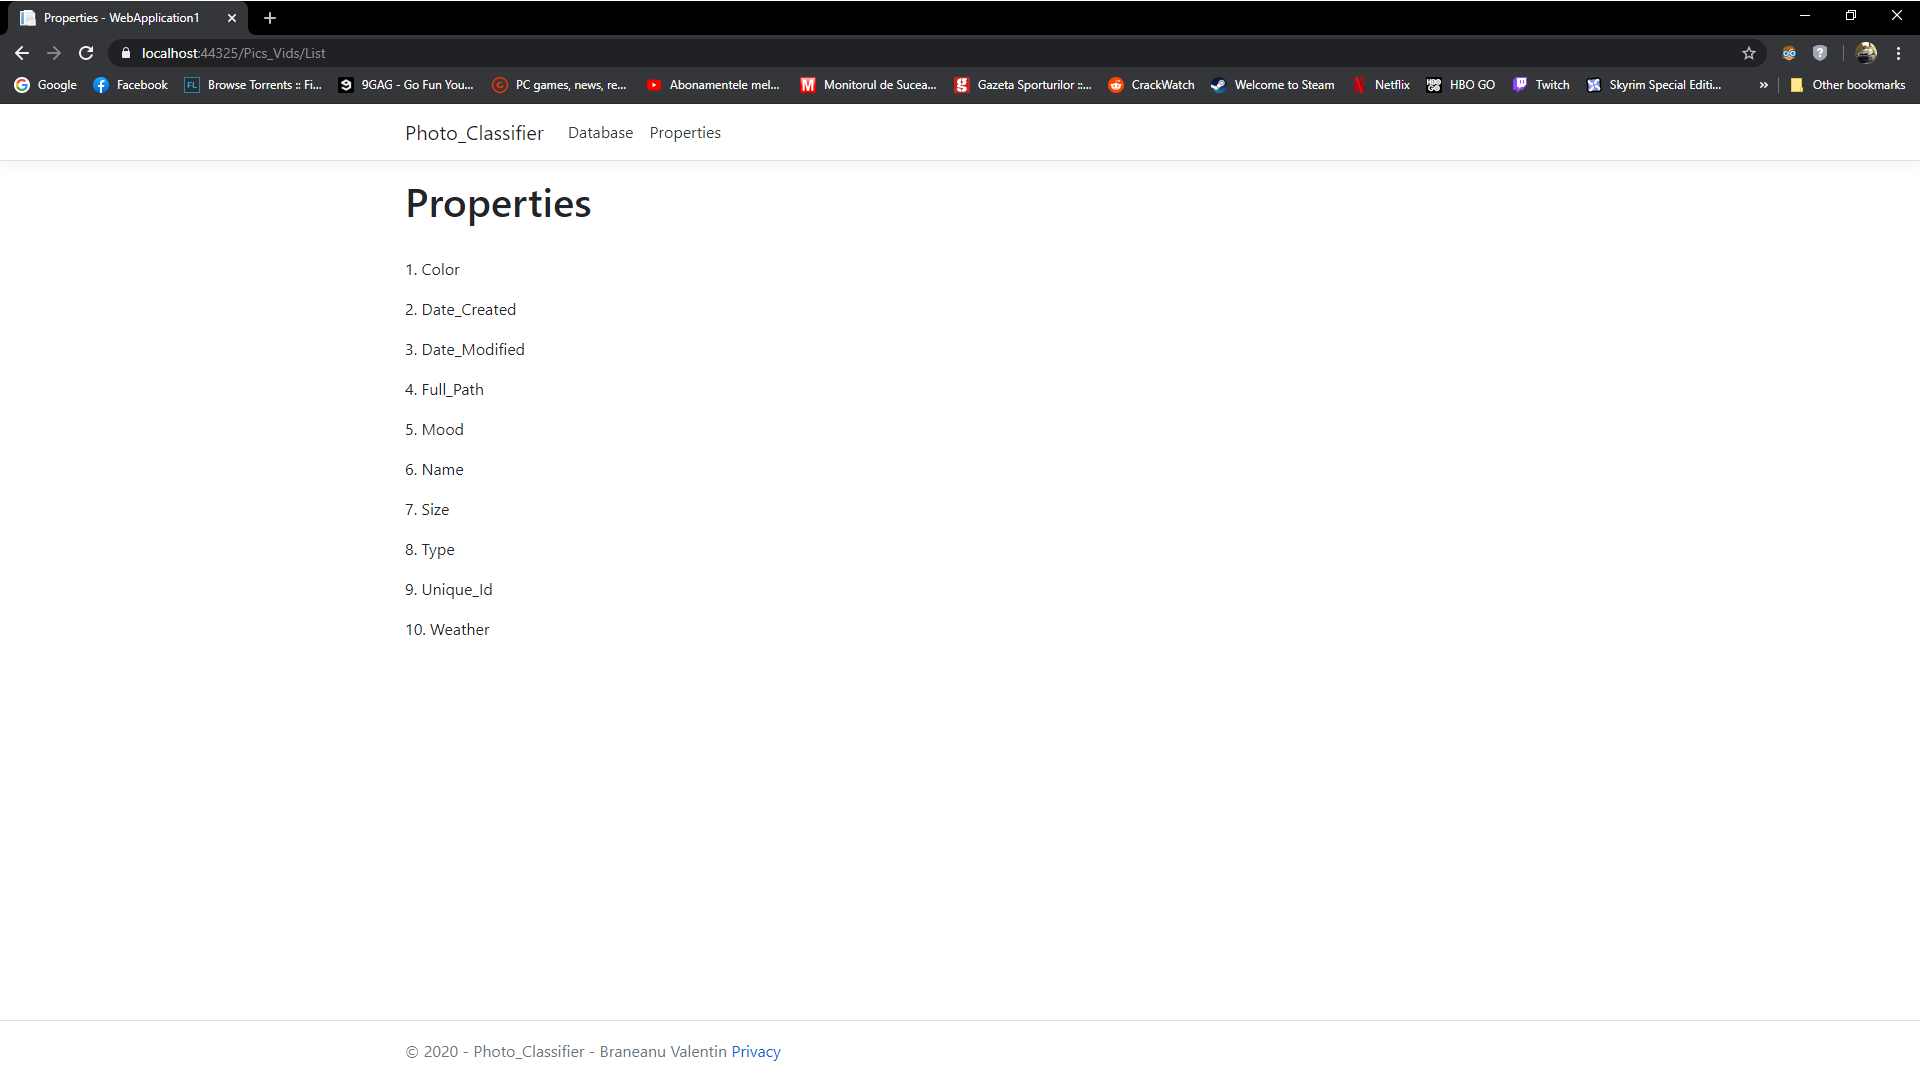 Properties - WebApplication1
localhost:44325/Pics_Vids/List
Google Facebook Browse Torrents :: Fi... 9GAG - Go Fun You... PC games, news, re... Abonamentele mel... Monitorul de Sucea... Gazeta Sporturilor ::... CrackWatch Welcome to Steam Netflix HBO GO Twitch Skyrim Special Editi... » Other bookmarks
Photo_Classifier Database Properties
Properties
1. Color
2. Date_Created
3. Date_Modified
4. Full_Path
5. Mood
6. Name
7. Size
8. Type
9. Unique_Id
10. Weather
© 2020 - Photo_Classifier - Braneanu Valentin Privacy